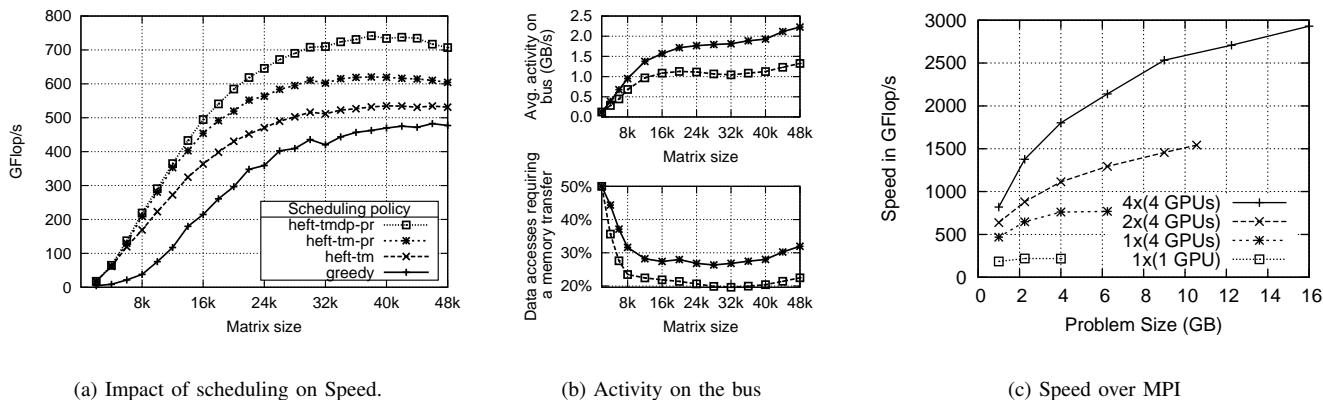 800
700
600
500
400
300
200
100
0
GFlop/s
8k 16k 24k 32k 40k 48k
Matrix size
Scheduling policy
heft-tmdp-pr
heft-tm-pr
heft-tm
greedy
(a) Impact of scheduling on Speed.
Avg. activity on
bus (GB/s)
2.5
2.0
1.5
1.0
0.5
0.0
8k 16k 24k 32k 40k 48k
Matrix size
Data accesses requiring
a memory transfer
50%
40%
30%
20%
8k 16k 24k 32k 40k 48k
Matrix size
(b) Activity on the bus
3000
2500
2000
1500
1000
500
0
Speed in GFlop/s
0 2 4 6 8 10 12 14 16
Problem Size (GB)
4x(4 GPUs)
2x(4 GPUs)
1x(4 GPUs)
1x(1 GPU)
(c) Speed over MPI